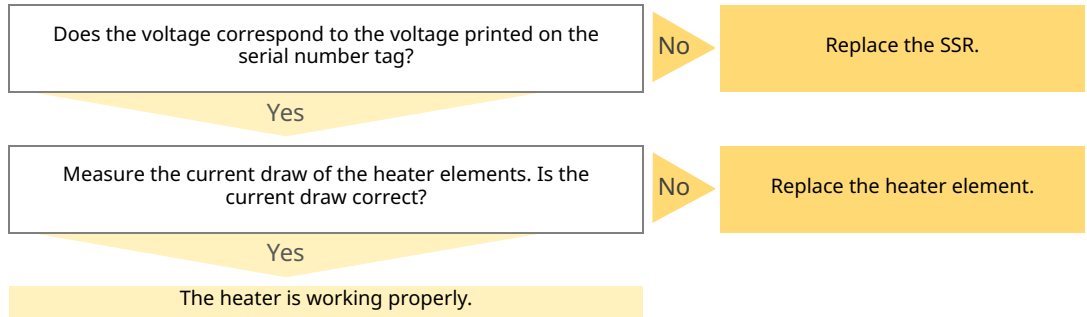 Does the voltage correspond to the voltage printed on the
serial number tag?
No
Replace the SSR.
Yes
Measure the current draw of the heater elements. Is the
current draw correct?
No
Replace the heater element.
Yes
The heater is working properly.